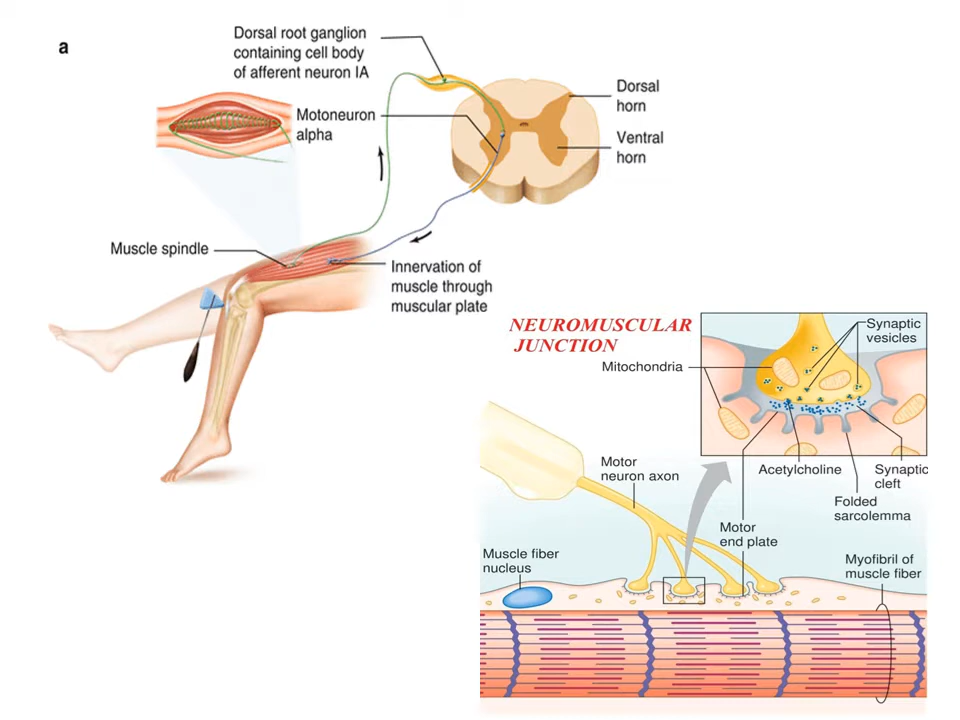 a
Dorsal root ganglion
containing cell body
of afferent neuron IA
Motoneuron
alpha
Dorsal
horn
Ventral
horn
Muscle spindle
Innervation of
muscle through
muscular plate
NEUROMUSCULAR
JUNCTION
Synaptic
vesicles
Mitochondria
Acetylcholine
Synaptic
cleft
Folded
sarcolemma
Motor
neuron axon
Motor
end plate
Muscle fiber
nucleus
Myofibril of
muscle fiber